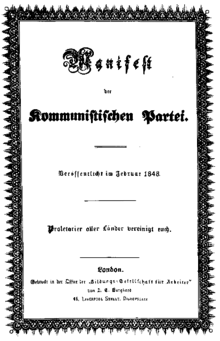 Manifest
der
Kommunistischen Partei.
Veröffentlicht im Februar 1848.
Proletarier aller Länder vereinigt euch.
London.
Gedruckt in der Office der „Bildungs-Gesellschaft für Arbeiter"
von J. E. Burghard.
46, Liverpool Street, Bishopsgate.